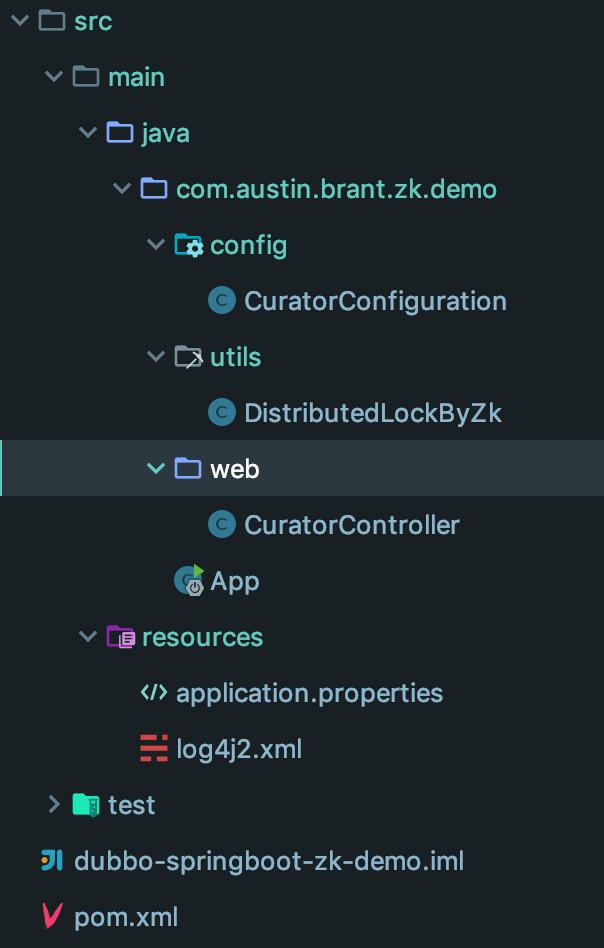 src
main
java
com.austin.brant.zk.demo
config
CuratorConfiguration
utils
DistributedLockByZk
web
CuratorController
App
resources
application.properties
log4j2.xml
test
dubbo-springboot-zk-demo.iml
pom.xml